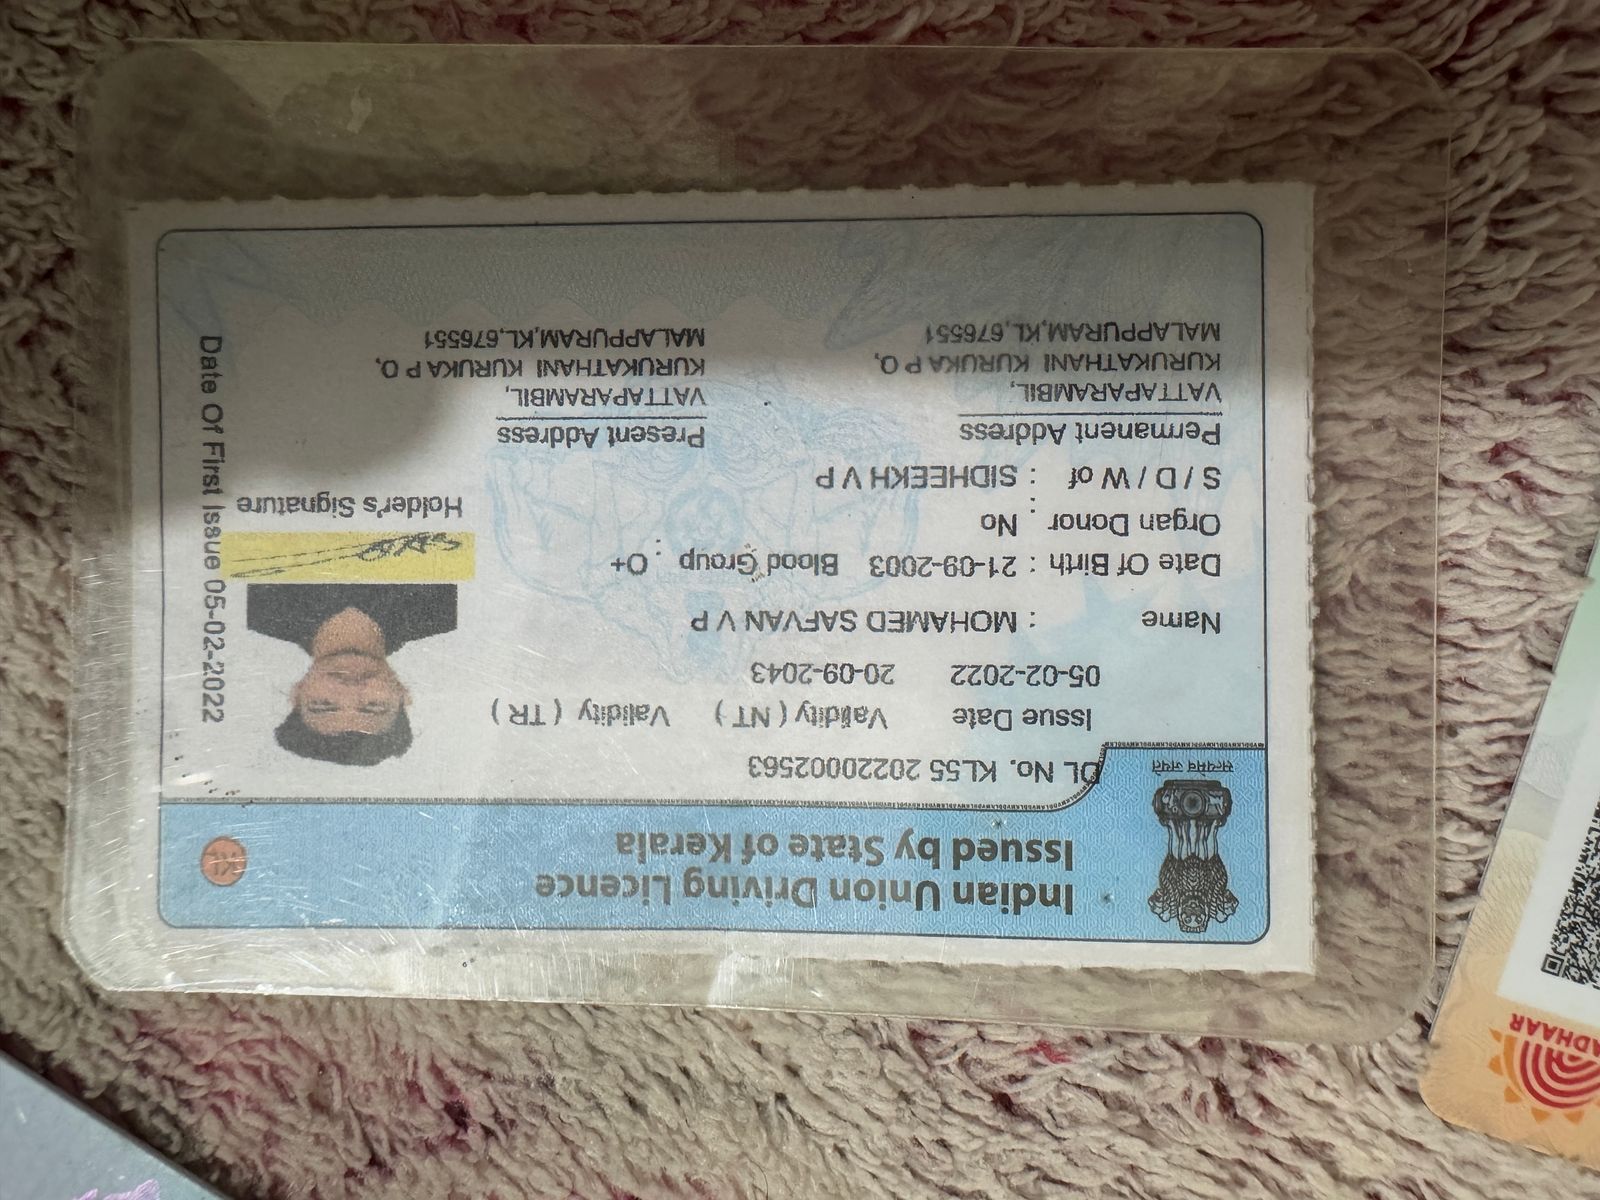 Indian Union Driving Licence
Issued by State of Kerala
KL
सत्यमेव जयते
DL No. KL55 20220002563
Issue Date Validity ( NT ) Validity ( TR )
05-02-2022 20-09-2043
Name : MOHAMED SAFVAN V P
Date Of Birth : 21-09-2003 Blood Group : O+
Organ Donor : No
S / D / W of : SIDHEEKH V P
Holder's Signature
Permanent Address
VATTAPARAMBIL,
KURUKATHANI KURUKA P O,
MALAPPURAM,KL,676551
Present Address
VATTAPARAMBIL,
KURUKATHANI KURUKA P O,
MALAPPURAM,KL,676551
Date Of First Issue 05-02-2022